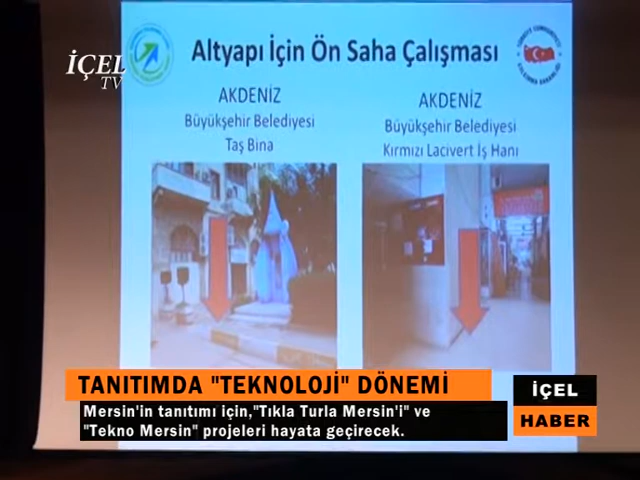 İÇEL
TV
Altyapı İçin Ön Saha Çalışması
AKDENİZ
Büyükşehir Belediyesi
Taş Bina
AKDENİZ
Büyükşehir Belediyesi
Kırmızı Lacivert İş Hanı
TANITIMDA "TEKNOLOJİ" DÖNEMİ
Mersin'in tanıtımı için,"Tıkla Turla Mersin'i" ve
"Tekno Mersin" projeleri hayata geçirecek.
İÇEL
HABER